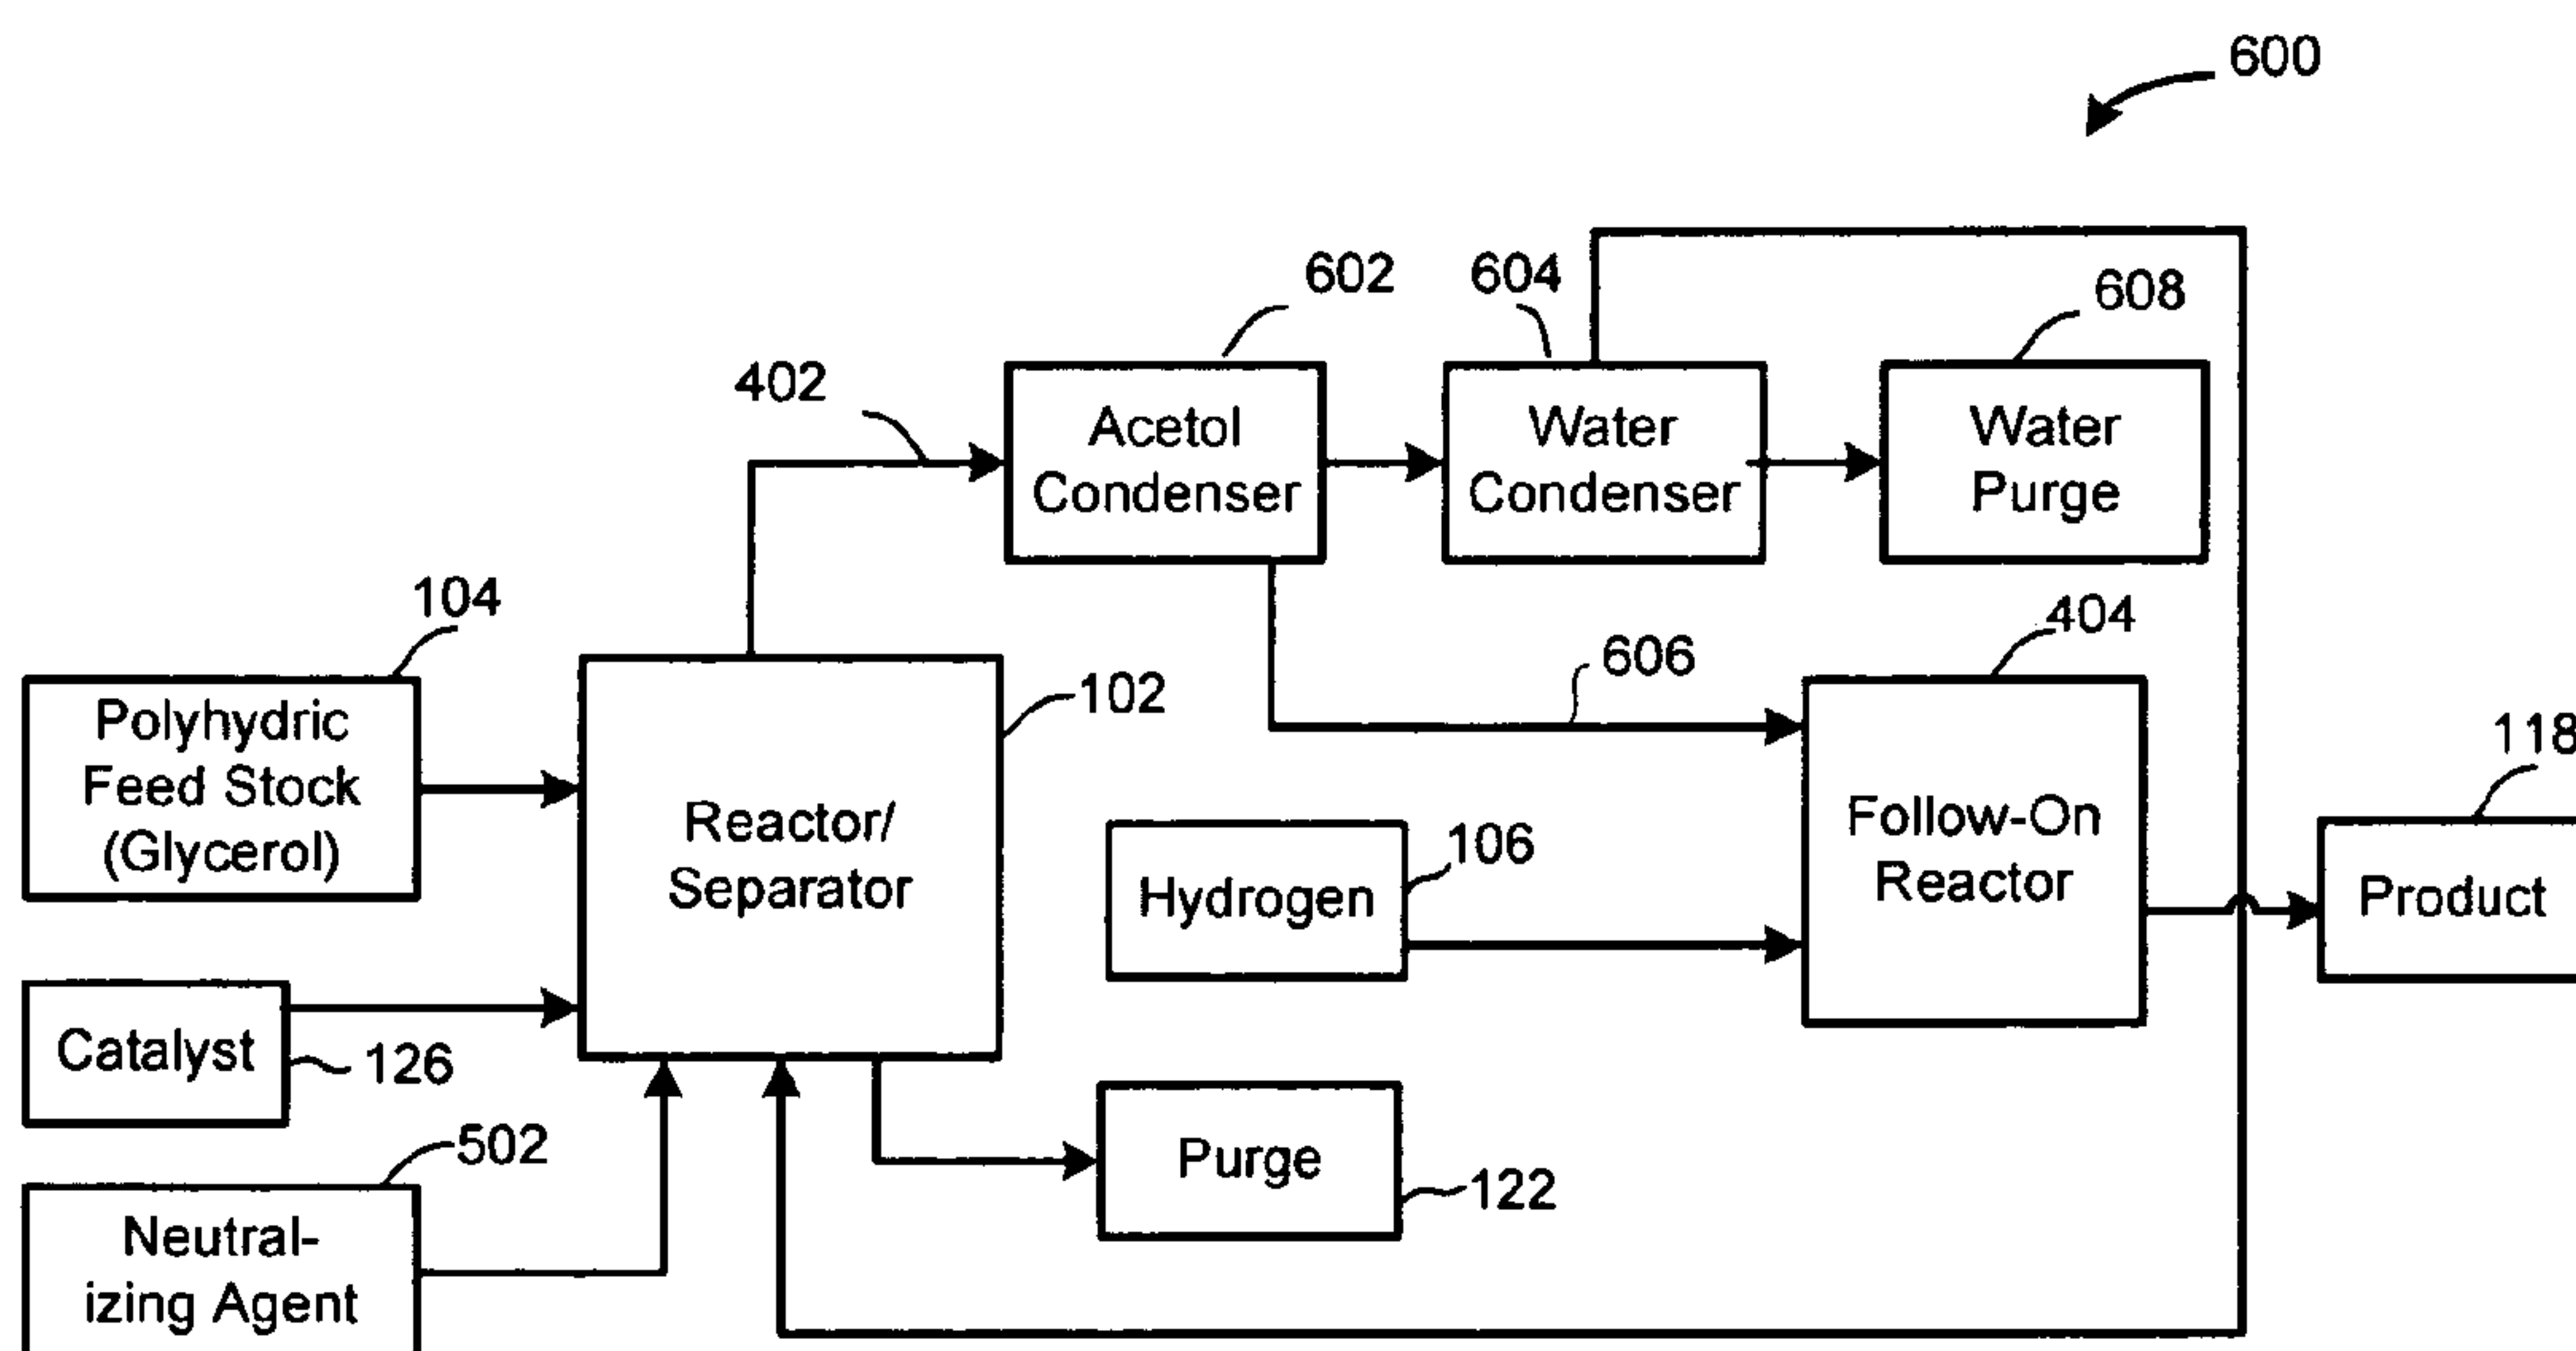 600
602
604
608
402
Acetol
Condenser
Water
Condenser
Water
Purge
104
404
606
102
Polyhydric
Feed Stock
(Glycerol)
118
Reactor/
Separator
106
Hydrogen
Follow-On
Reactor
Product
Catalyst
126
502
Purge
122
Neutral-
izing Agent